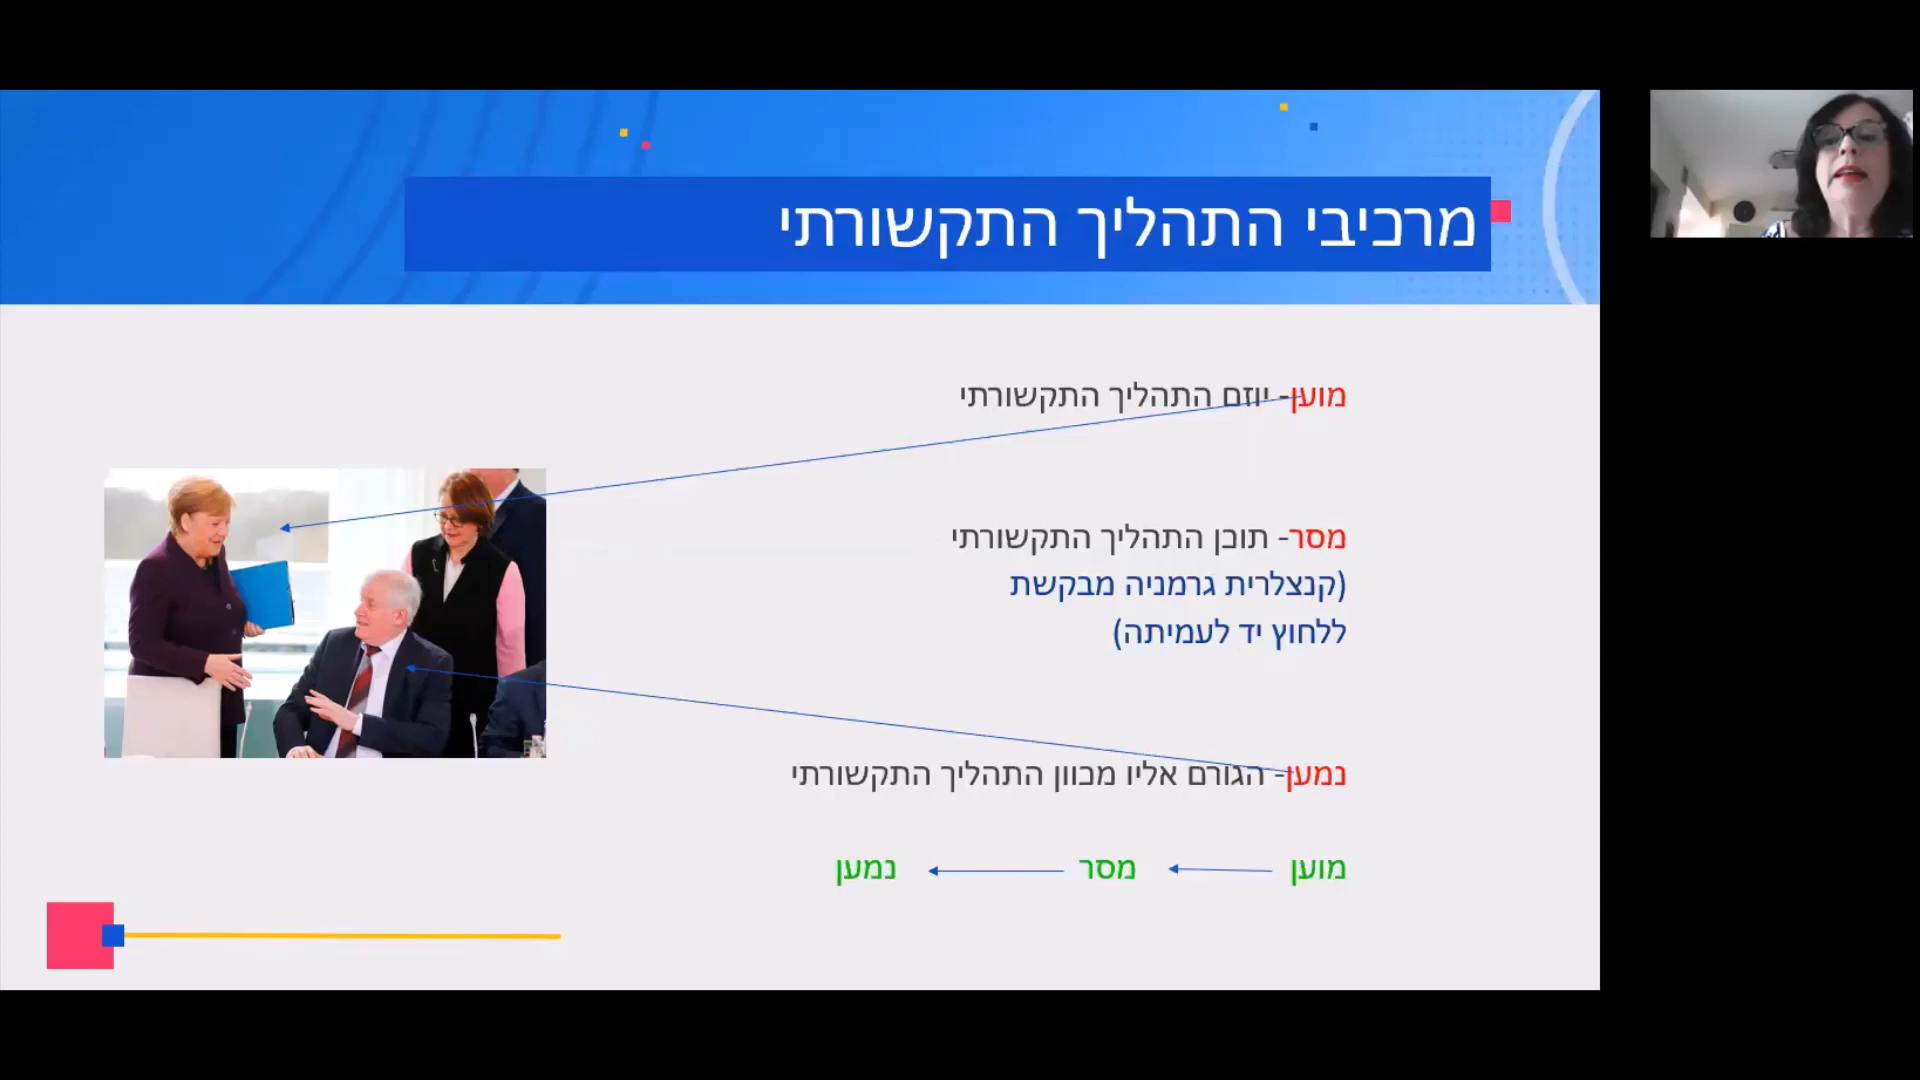 מרכיבי התהליך התקשורתי
מוען- יוזם התהליך התקשורתי
מסר- תוכן התהליך התקשורתי
(קנצלרית גרמניה מבקשת
ללחוץ יד לעמיתה)
נמען- הגורם אליו מכוון התהליך התקשורתי
מוען מסר נמען